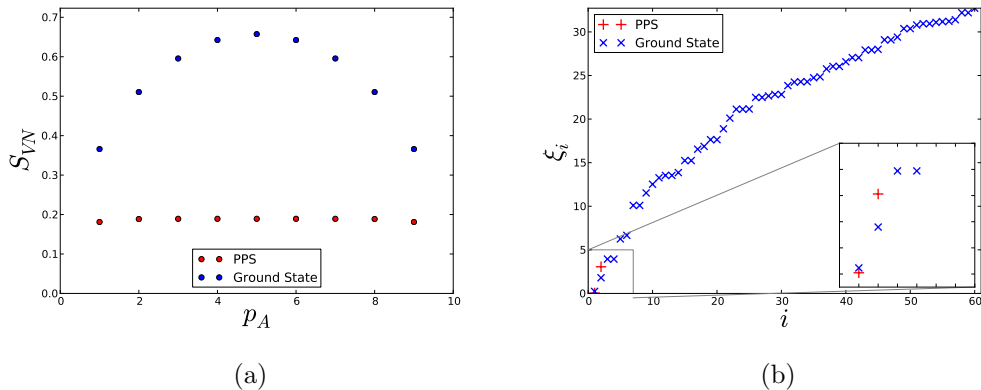 0.7
0.6
0.5
0.4
0.3
0.2
0.1
0.0
S_VN
PPS
Ground State
0 2 4 6 8 10
p_A
(a)
PPS
Ground State
30
25
20
15
10
5
0
ξ_i
0 10 20 30 40 50 60
i
(b)